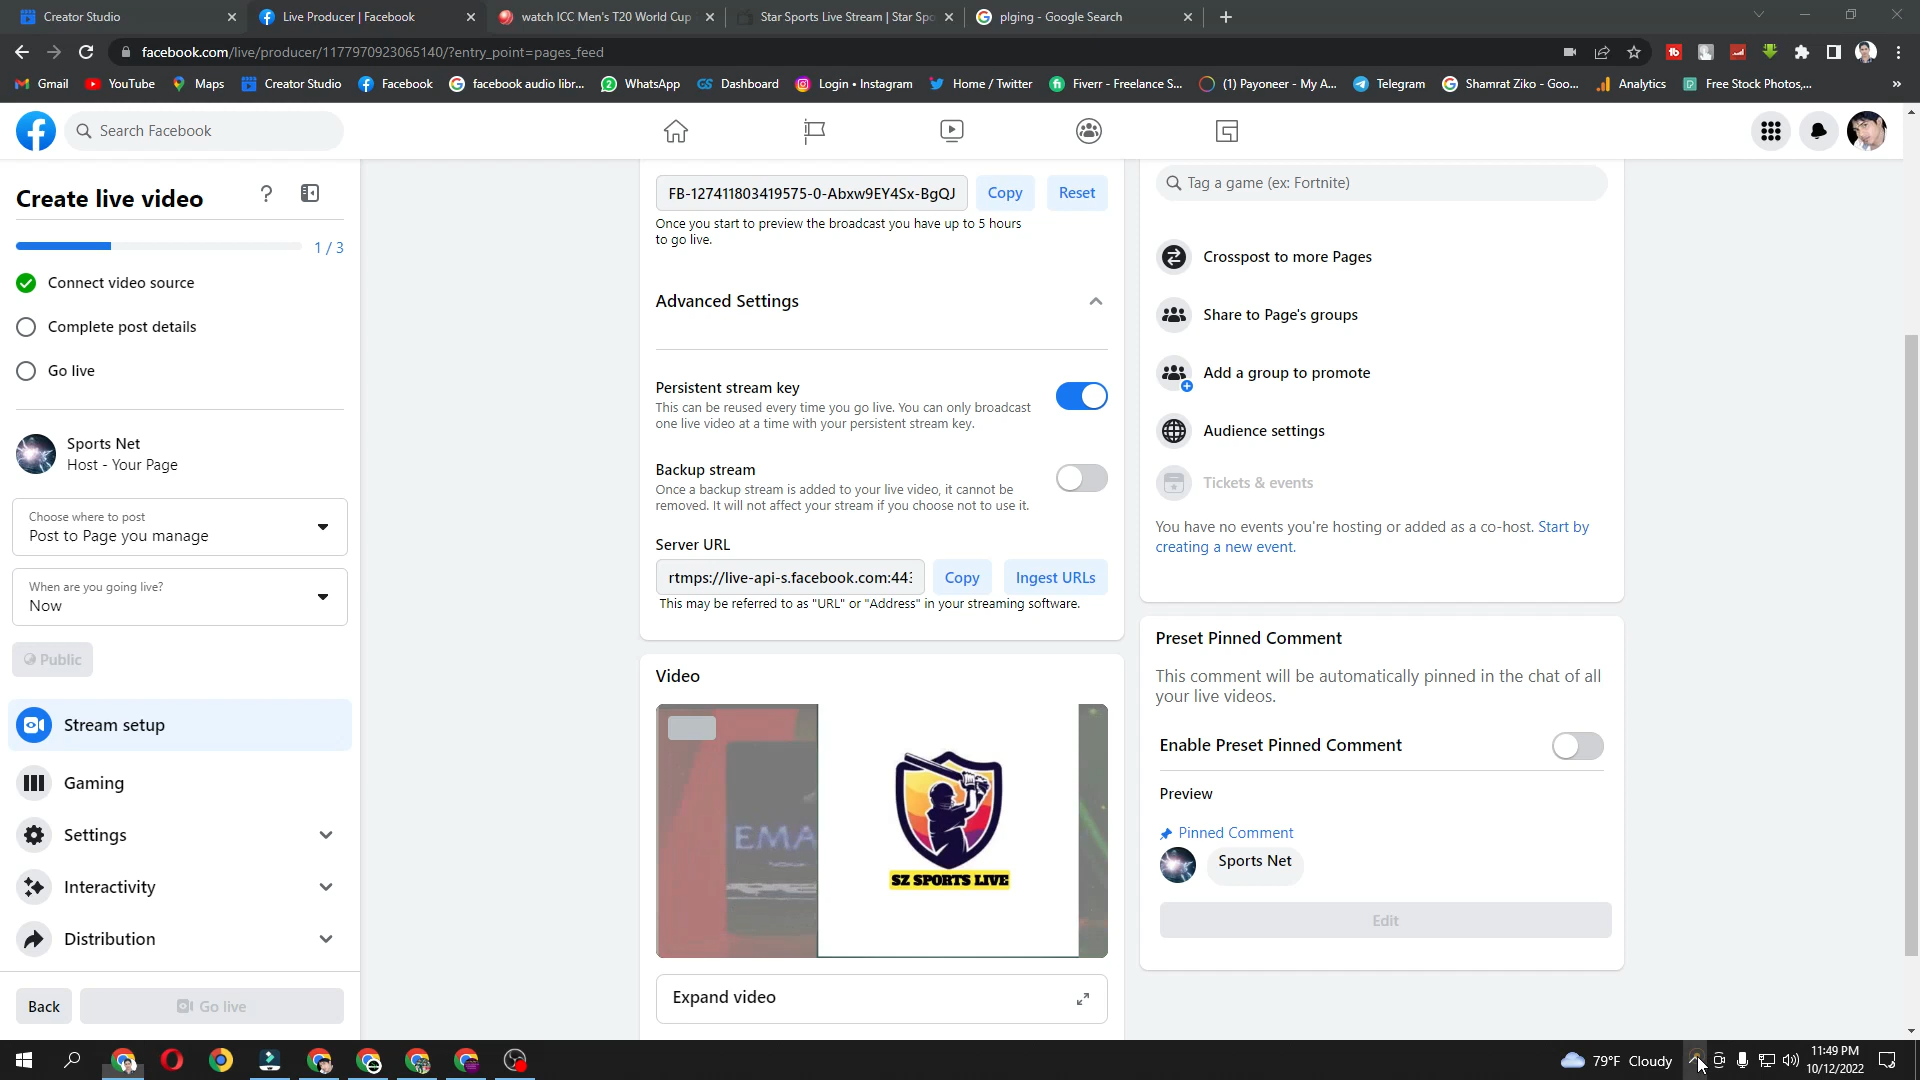 Creator Studio
Live Producer | Facebook
watch ICC Men's T20 World Cup
Star Sports Live Stream | Star Spo
plging - Google Search
facebook.com/live/producer/1177970923065140/?entry_point=pages_feed
Gmail
YouTube
Maps
Creator Studio
Facebook
facebook audio libr...
WhatsApp
Dashboard
Login • Instagram
Home / Twitter
Fiverr - Freelance S...
(1) Payoneer - My A...
Telegram
Shamrat Ziko - Goo...
Analytics
Free Stock Photos,...
»
Search Facebook
Create live video
?
1 / 3
Connect video source
Complete post details
Go live
Sports Net
Host - Your Page
Choose where to post
Post to Page you manage
When are you going live?
Now
Public
Stream setup
Gaming
Settings
Interactivity
Distribution
Back
Go live
FB-127411803419575-0-Abxw9EY4Sx-BgQJ
Copy
Reset
Once you start to preview the broadcast you have up to 5 hours
to go live.
Advanced Settings
Persistent stream key
This can be reused every time you go live. You can only broadcast
one live video at a time with your persistent stream key.
Backup stream
Once a backup stream is added to your live video, it cannot be
removed. It will not affect your stream if you choose not to use it.
Server URL
rtmps://live-api-s.facebook.com:443
Copy
Ingest URLs
This may be referred to as "URL" or "Address" in your streaming software.
Video
EMA
SZ SPORTS LIVE
Expand video
Tag a game (ex: Fortnite)
Crosspost to more Pages
Share to Page's groups
Add a group to promote
Audience settings
Tickets & events
You have no events you're hosting or added as a co-host. Start by
creating a new event.
Preset Pinned Comment
This comment will be automatically pinned in the chat of all
your live videos.
Enable Preset Pinned Comment
Preview
Pinned Comment
Sports Net
Edit
79°F Cloudy
11:49 PM
10/12/2022